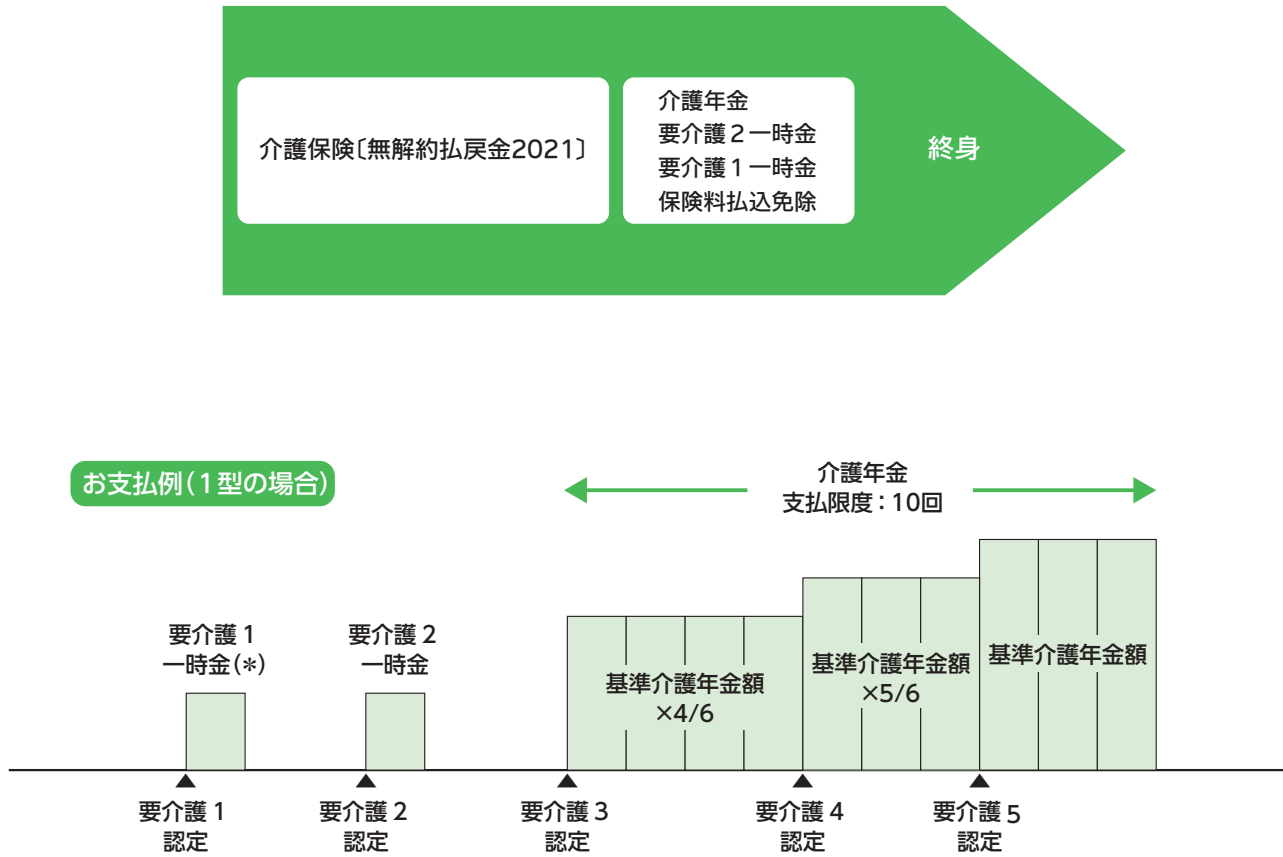 介護保険〔無解約払戻金2021〕
介護年金
要介護2一時金
要介護1一時金
保険料払込免除
終身
お支払例(1型の場合)
介護年金
支払限度:10回
要介護1
一時金(*)
要介護2
一時金
基準介護年金額
×4/6
基準介護年金額
×5/6
基準介護年金額
要介護1
認定
要介護2
認定
要介護3
認定
要介護4
認定
要介護5
認定